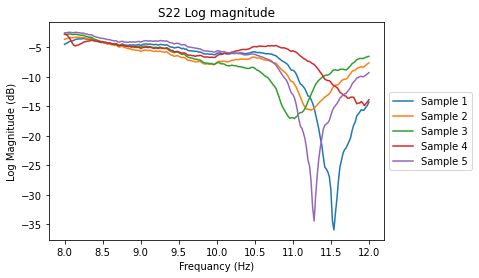 S22 Log magnitude
Log Magnitude (dB)
−5
−10
−15
−20
−25
−30
−35
8.0 8.5 9.0 9.5 10.0 10.5 11.0 11.5 12.0
Frequancy (Hz)
Sample 1
Sample 2
Sample 3
Sample 4
Sample 5